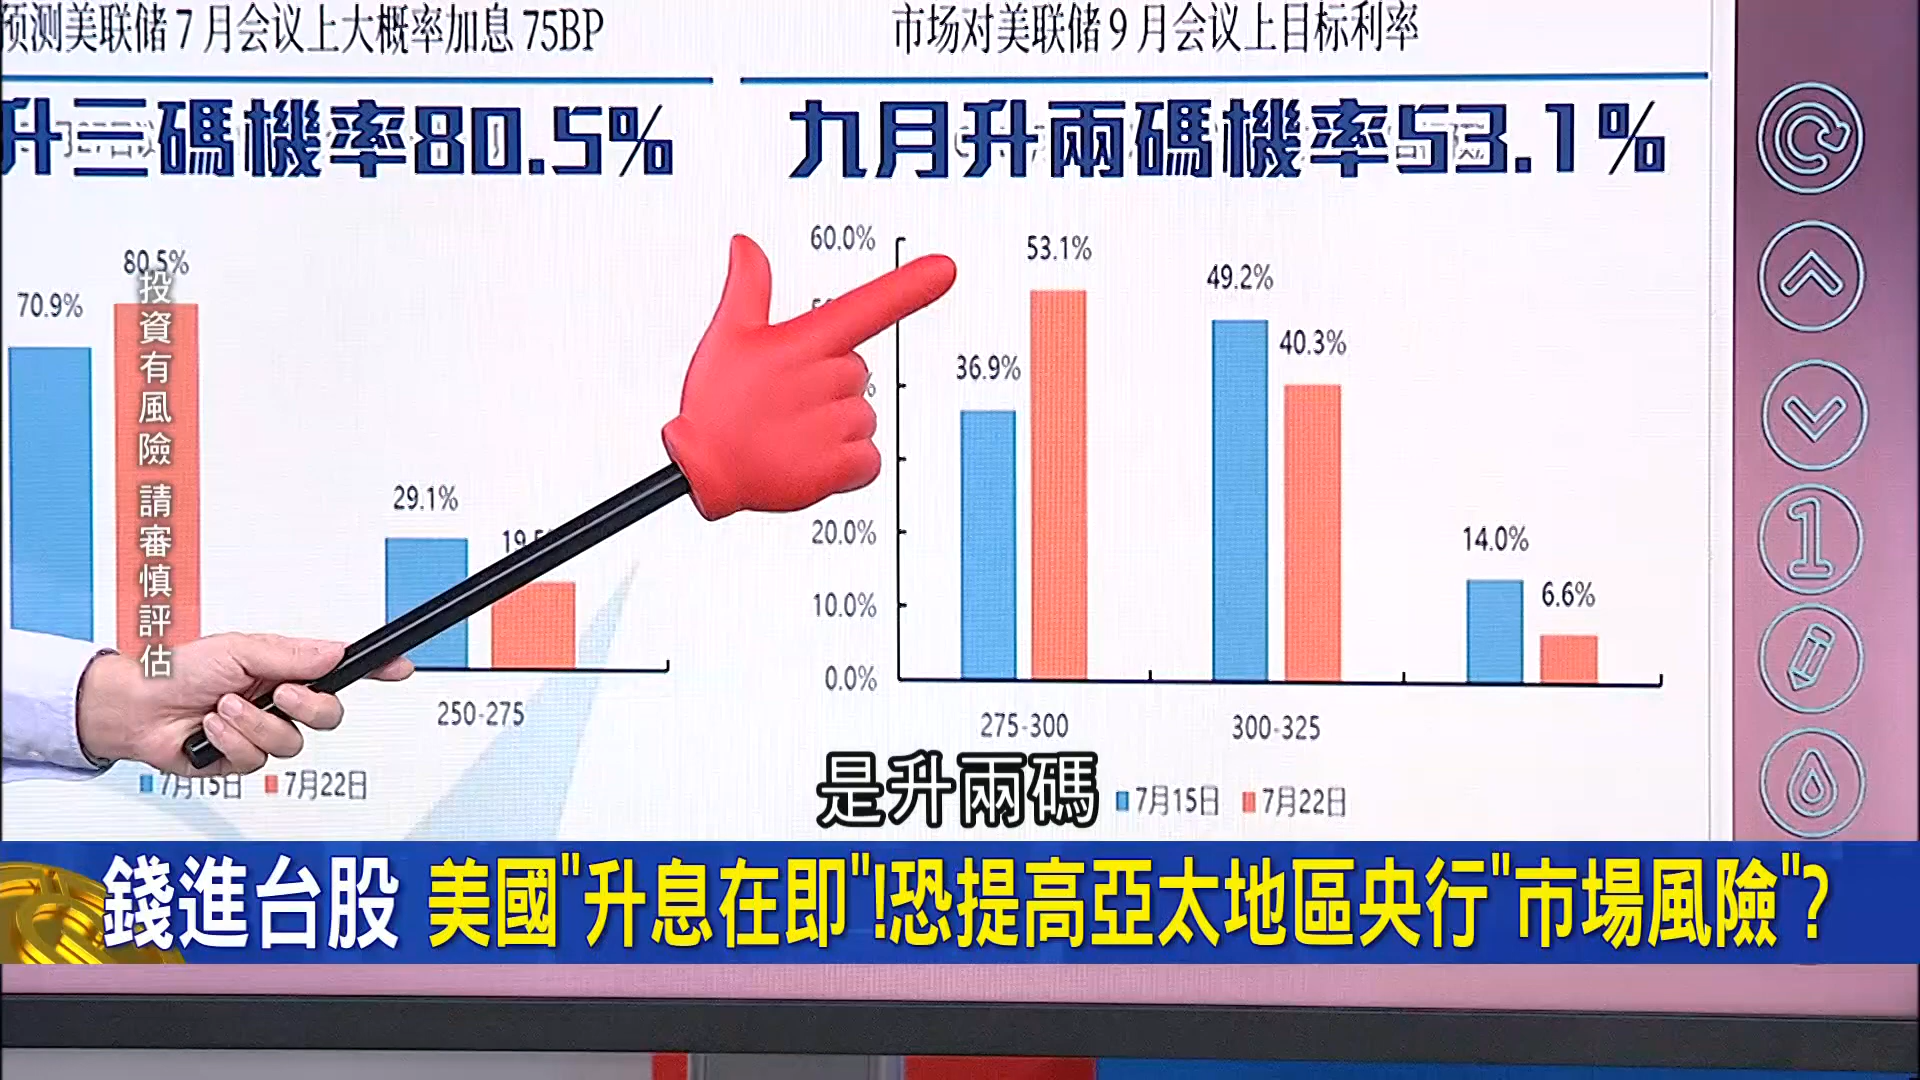 预测美联储7月会议上大概率加息75BP
市场对美联储9月会议上目标利率
升三碼機率80.5%
九月升兩碼機率53.1%
80.5%
70.9%
29.1%
250-275
7月15日
7月22日
60.0%
20.0%
10.0%
0.0%
53.1%
49.2%
40.3%
36.9%
14.0%
6.6%
275-300
300-325
7月15日
7月22日
投資有風險 請審慎評估
1
是升兩碼
錢進台股 美國"升息在即"!恐提高亞太地區央行"市場風險"?